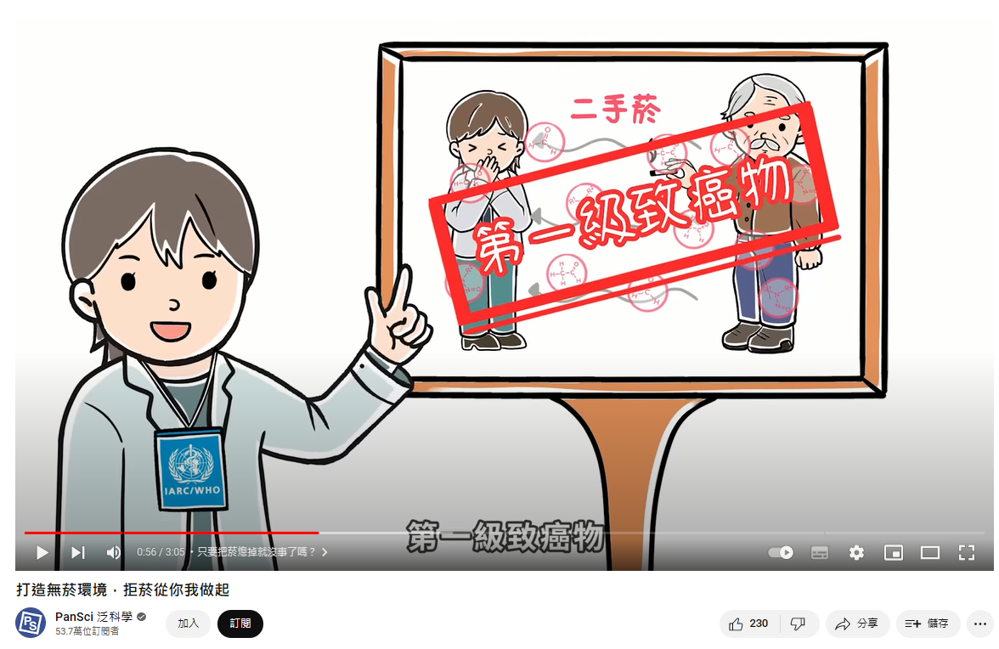 二手菸
第一級致癌物
IARC/WHO
第一級致癌物
0:56 / 3:05 • 只要把菸熄掉就沒事了嗎？
打造無菸環境，拒菸從你我做起
PanSci 泛科學
53.7萬位訂閱者
加入
訂閱
230
分享
儲存